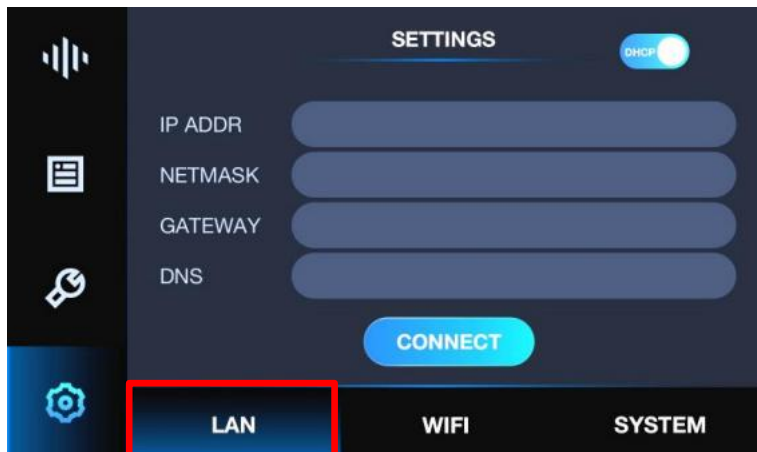 SETTINGS
DHCP
IP ADDR
NETMASK
GATEWAY
DNS
CONNECT
LAN
WIFI
SYSTEM